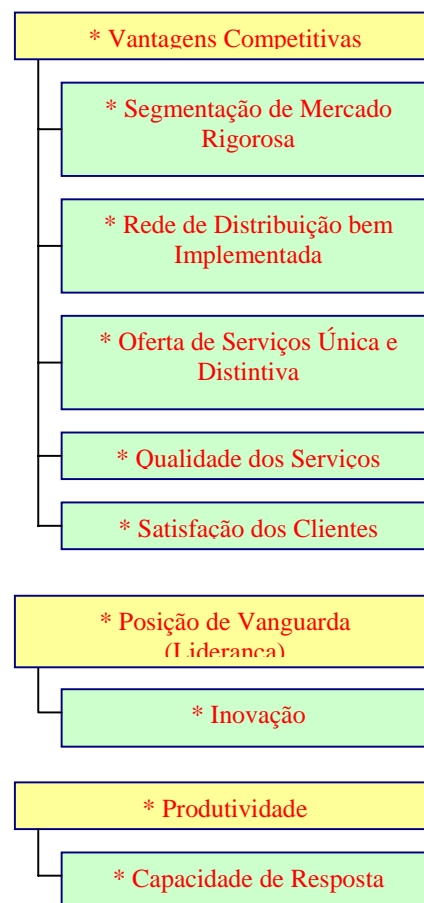 * Vantagens Competitivas
* Segmentação de Mercado
Rigorosa
* Rede de Distribuição bem
Implementada
* Oferta de Serviços Única e
Distintiva
* Qualidade dos Serviços
* Satisfação dos Clientes
* Posição de Vanguarda
(Liderança)
* Inovação
* Produtividade
* Capacidade de Resposta